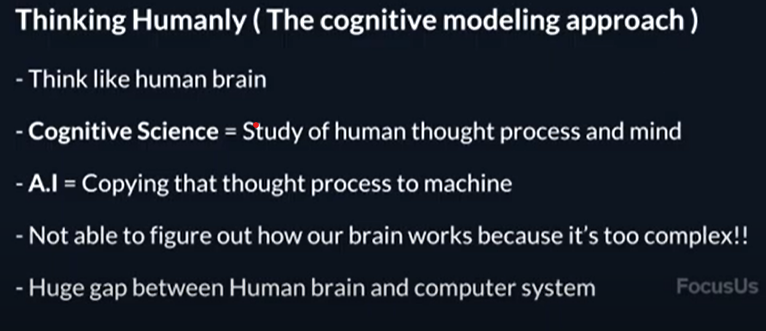 Thinking Humanly ( The cognitive modeling approach )
- Think like human brain
- Cognitive Science = Study of human thought process and mind
- A.I = Copying that thought process to machine
- Not able to figure out how our brain works because it's too complex!!
- Huge gap between Human brain and computer system
FocusUs